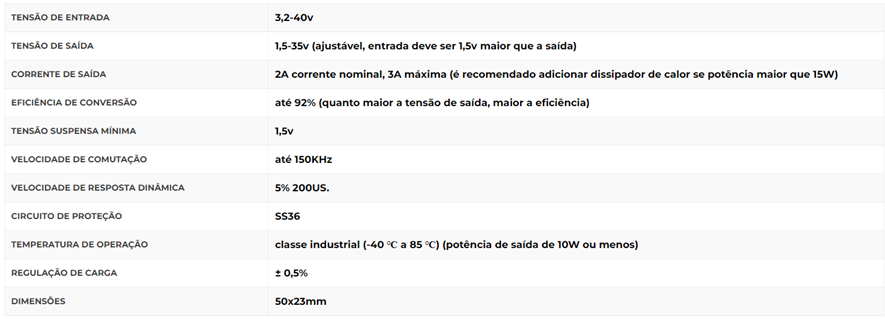 TENSÃO DE ENTRADA 3,2-40v
TENSÃO DE SAÍDA 1,5-35v (ajustável, entrada deve ser 1,5v maior que a saída)
CORRENTE DE SAÍDA 2A corrente nominal, 3A máxima (é recomendado adicionar dissipador de calor se potência maior que 15W)
EFICIÊNCIA DE CONVERSÃO até 92% (quanto maior a tensão de saída, maior a eficiência)
TENSÃO SUSPENSA MÍNIMA 1,5v
VELOCIDADE DE COMUTAÇÃO até 150KHz
VELOCIDADE DE RESPOSTA DINÂMICA 5% 200US.
CIRCUITO DE PROTEÇÃO SS36
TEMPERATURA DE OPERAÇÃO classe industrial (-40 ℃ a 85 ℃) (potência de saída de 10W ou menos)
REGULAÇÃO DE CARGA ± 0,5%
DIMENSÕES 50x23mm